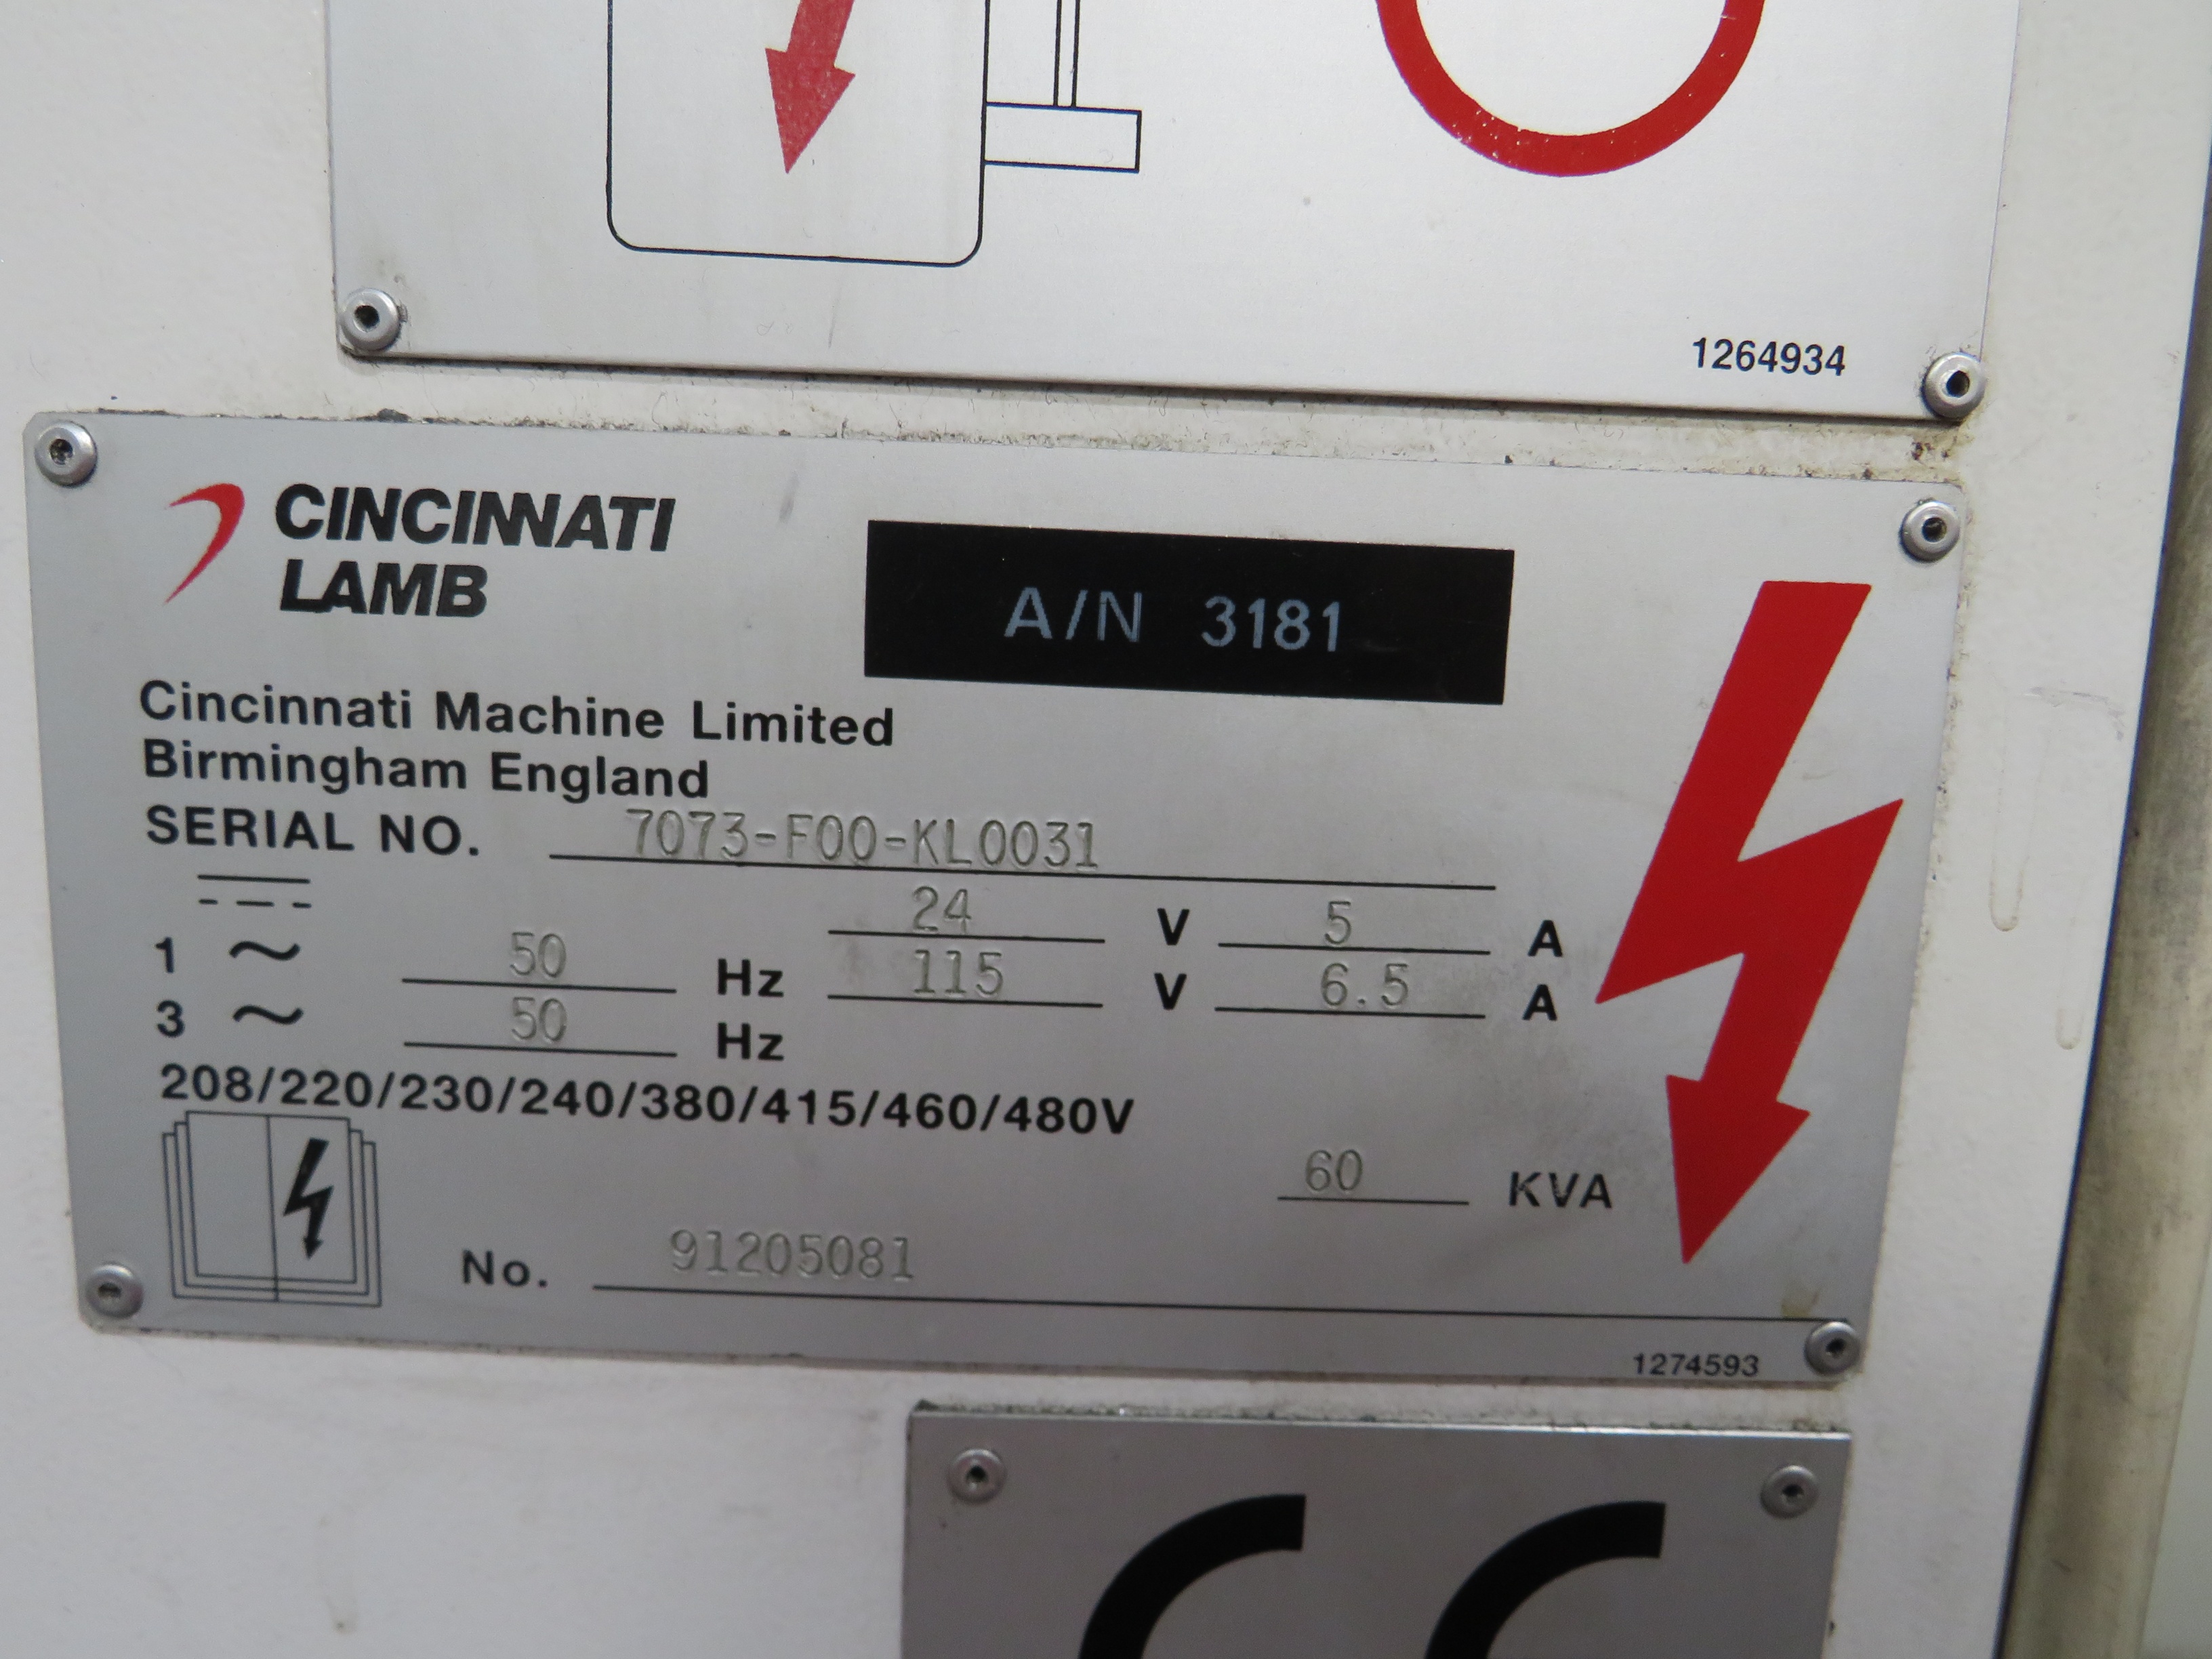 1264934
CINCINNATI
LAMB
A/N 3181
Cincinnati Machine Limited
Birmingham England
SERIAL NO. 7073-F00-KL0031
24 V 5 A
1 ~ 50 Hz 115 V 6.5 A
3 ~ 50 Hz
208/220/230/240/380/415/460/480V
60 KVA
No. 91205081
1274593
CE